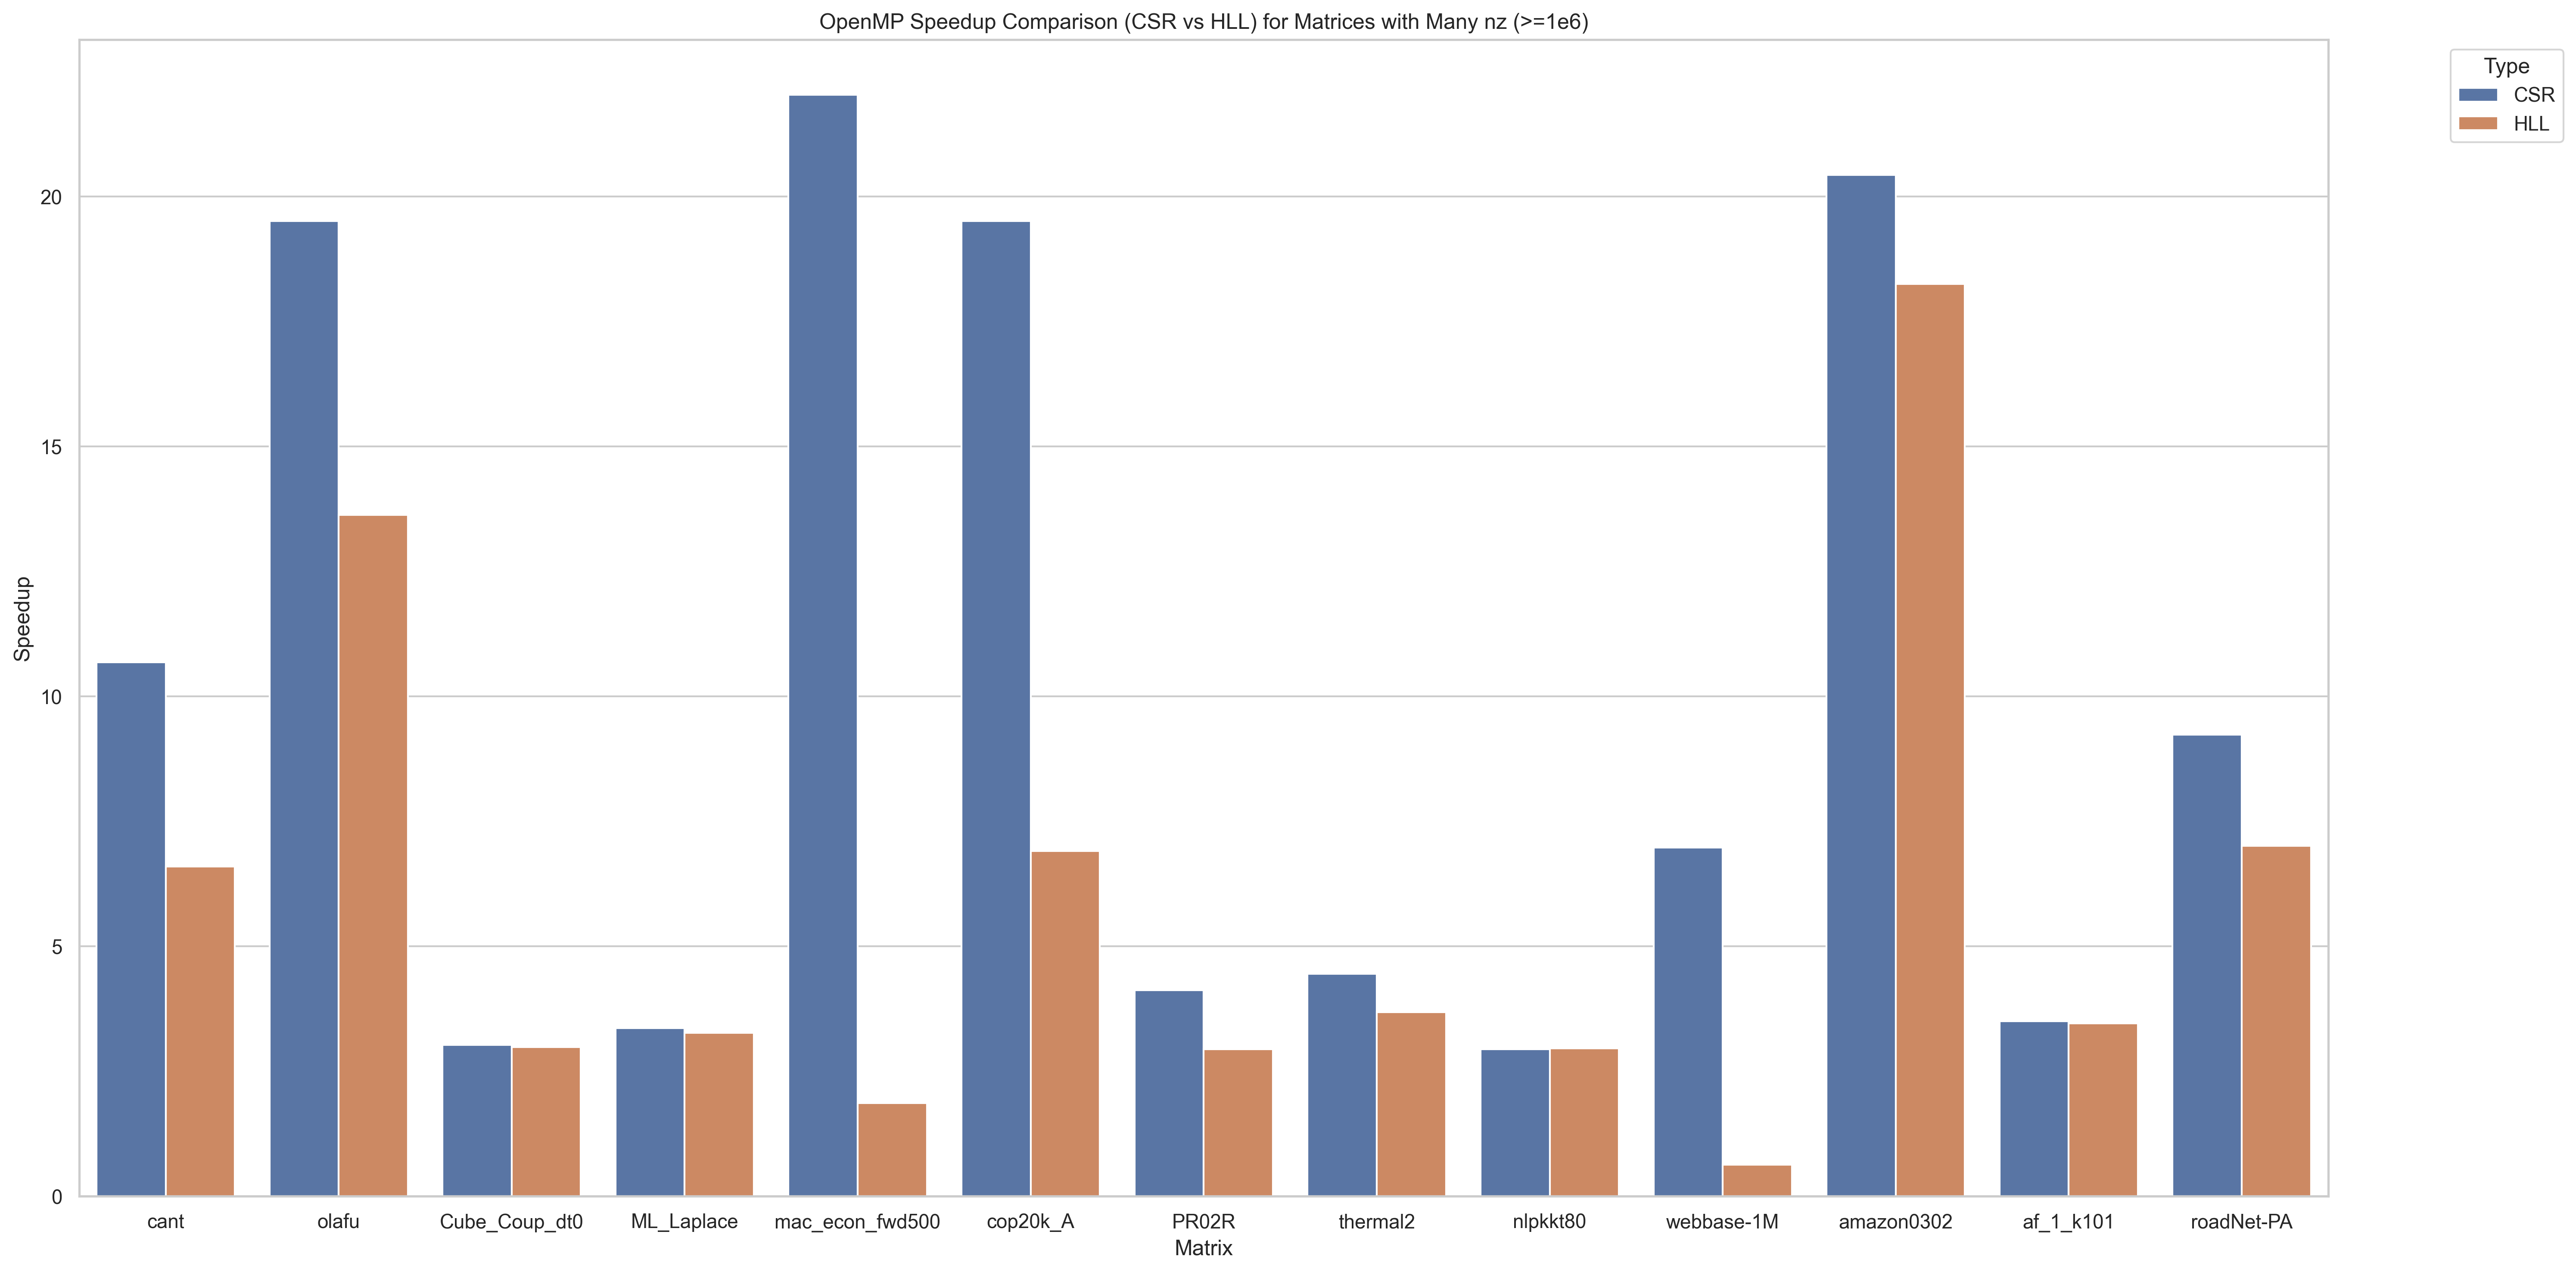 OpenMP Speedup Comparison (CSR vs HLL) for Matrices with Many nz (>=1e6)
Type
CSR
HLL
Speedup
20
15
10
5
0
cant olafu Cube_Coup_dt0 ML_Laplace mac_econ_fwd500 cop20k_A PR02R thermal2 nlpkkt80 webbase-1M amazon0302 af_1_k101 roadNet-PA
Matrix